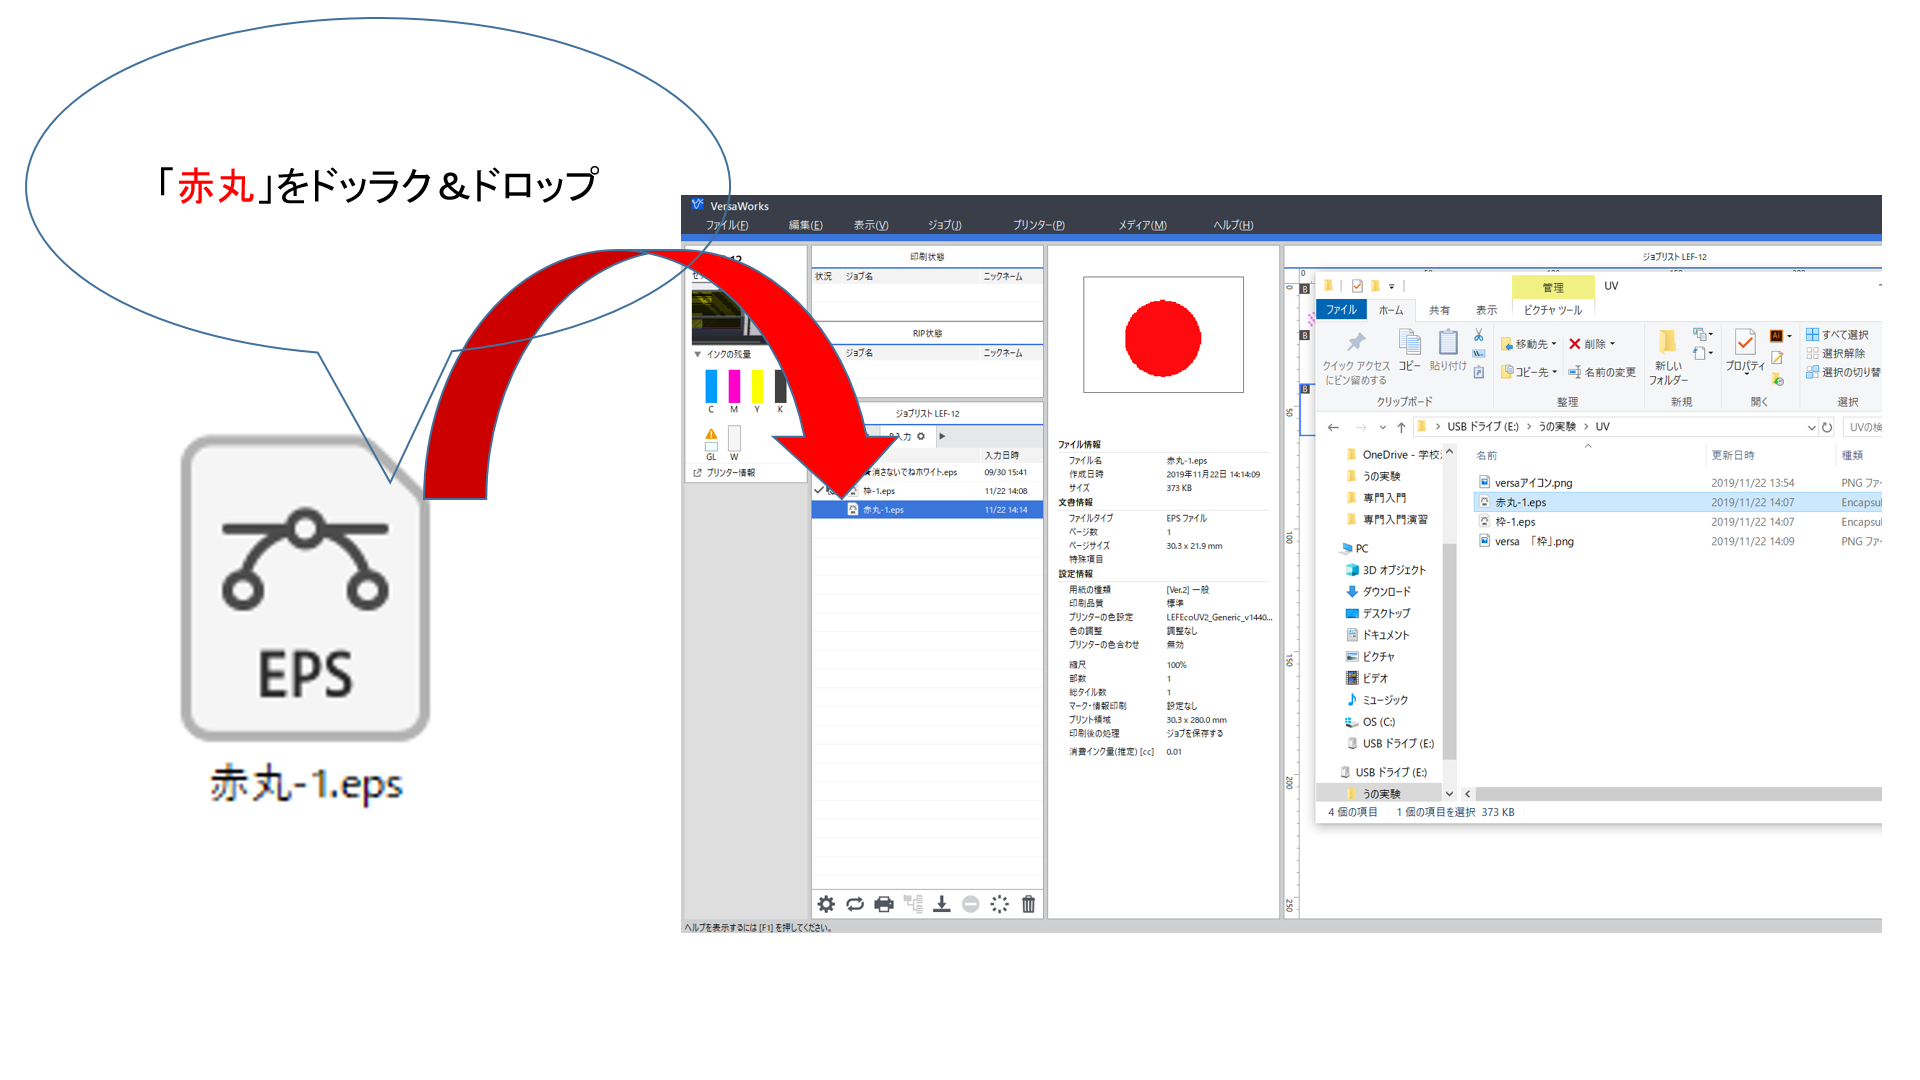 「赤丸」をドッラク＆ドロップ
EPS
赤丸-1.eps
VersaWorks
ファイル(F) 編集(E) 表示(V) ジョブ(J) プリンター(P) メディア(M) ヘルプ(H)
インクの残量
C M Y K
GL W
プリンター情報
印刷状態
状況 ジョブ名 ニックネーム
RIP状態
ジョブ名 ニックネーム
ジョブリスト LEF-12
入力
入力日時
消さないでねホワイト.eps 09/30 15:41
枠-1.eps 11/22 14:08
赤丸-1.eps 11/22 14:14
ファイル情報
ファイル名 赤丸-1.eps
作成日時 2019年11月22日 14:14:09
サイズ 373 KB
文書情報
ファイルタイプ EPS ファイル
ページ数 1
ページサイズ 30.3 x 21.9 mm
特殊項目
設定情報
用紙の種類 [Ver.2] 一般
印刷品質 標準
プリンターの色設定 LEFEcoUV2_Generic_v1440...
色の調整 調整なし
プリンターの色合わせ 無効
縮尺 100%
部数 1
総タイル数 1
マーク・情報印刷 設定なし
プリント領域 30.3 x 280.0 mm
印刷後の処理 ジョブを保存する
消費インク量(推定) [cc] 0.01
ジョブリスト LEF-12
0
0
50
100
150
200
250
B
B
B
管理 UV
ファイル ホーム 共有 表示 ピクチャ ツール
クイック アクセス
にピン留めする
コピー 貼り付け
クリップボード
移動先 削除
コピー先 名前の変更
整理
新しい
フォルダー
新規
プロパティ
開く
すべて選択
選択解除
選択の切り替
選択
USB ドライブ (E:) › うの実験 › UV
UVの検
OneDrive - 学校
うの実験
専門入門
専門入門演習
PC
3D オブジェクト
ダウンロード
デスクトップ
ドキュメント
ピクチャ
ビデオ
ミュージック
OS (C:)
USB ドライブ (E:)
USB ドライブ (E:)
うの実験
名前 更新日時 種類
versaアイコン.png 2019/11/22 13:54 PNG ファ
赤丸-1.eps 2019/11/22 14:07 Encapsu
枠-1.eps 2019/11/22 14:07 Encapsu
versa 「枠」.png 2019/11/22 14:09 PNG ファ
4 個の項目 1 個の項目を選択 373 KB
ヘルプを表示するには [F1] を押してください。